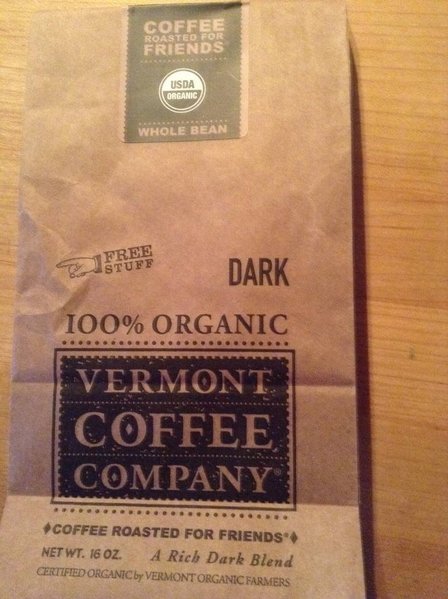 COFFEE
ROASTED FOR
FRIENDS
USDA
ORGANIC
WHOLE BEAN
FREE
STUFF
DARK
100% ORGANIC
VERMONT
COFFEE
COMPANY®
♦COFFEE ROASTED FOR FRIENDS®♦
NET WT. 16 OZ. A Rich Dark Blend
CERTIFIED ORGANIC by VERMONT ORGANIC FARMERS